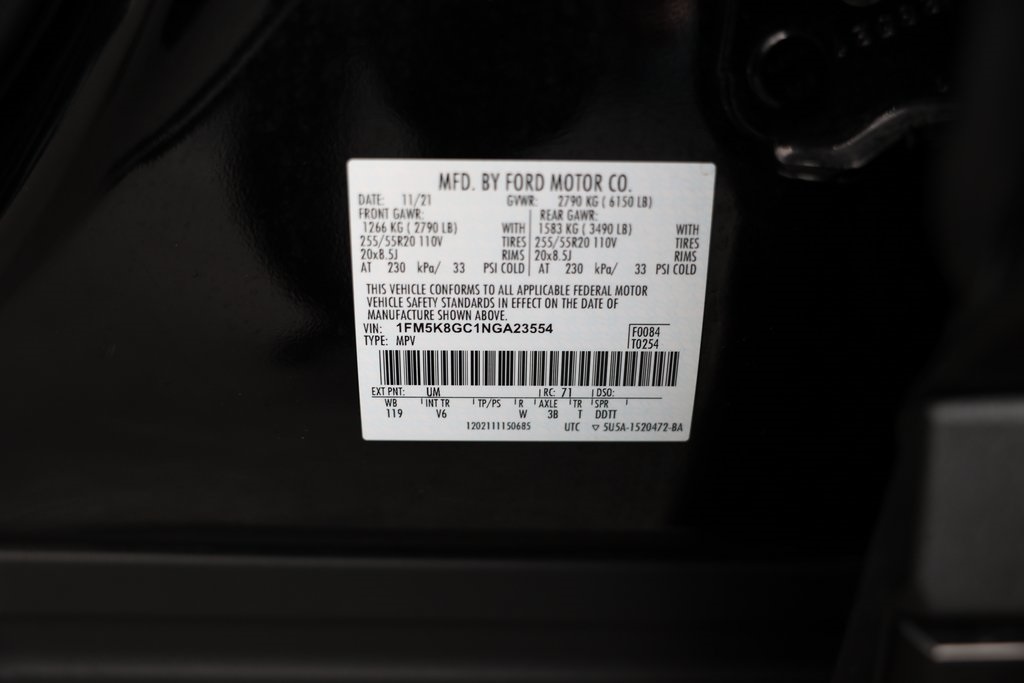 MFD. BY FORD MOTOR CO.
DATE: 11/21 GVWR: 2790 KG ( 6150 LB)
FRONT GAWR: REAR GAWR:
1266 KG ( 2790 LB) WITH 1583 KG ( 3490 LB) WITH
255/55R20 110V TIRES 255/55R20 110V TIRES
20x8.5J RIMS 20x8.5J RIMS
AT 230 kPa/ 33 PSI COLD AT 230 kPa/ 33 PSI COLD
THIS VEHICLE CONFORMS TO ALL APPLICABLE FEDERAL MOTOR
VEHICLE SAFETY STANDARDS IN EFFECT ON THE DATE OF
MANUFACTURE SHOWN ABOVE.
VIN: 1FM5K8GC1NGA23554 F0084
TYPE: MPV T0254
EXT PNT: UM RC: 71 DSO:
WB INT TR TP/PS R AXLE TR SPR
119 V6 W 3B T DDTT
1202111150685 UTC ▽ 5U5A-1520472-BA